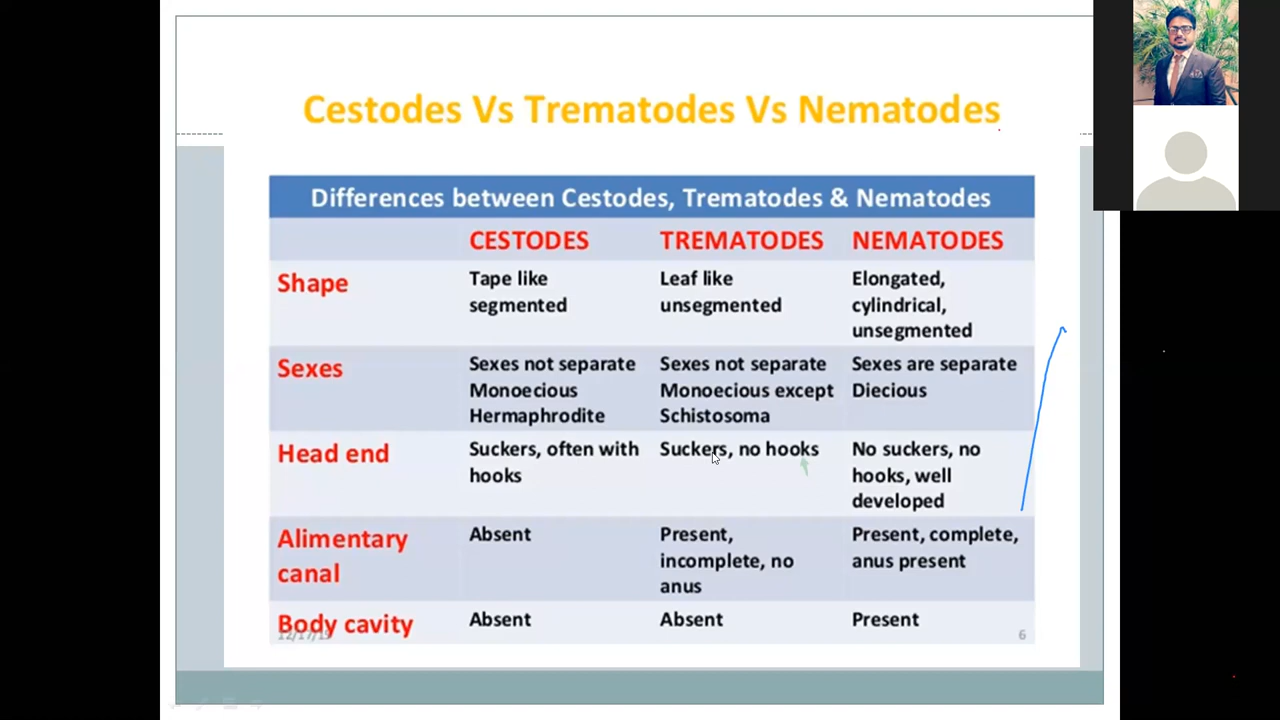 Cestodes Vs Trematodes Vs Nematodes
Differences between Cestodes, Trematodes & Nematodes
CESTODES TREMATODES NEMATODES
Shape
Tape like
segmented
Leaf like
unsegmented
Elongated,
cylindrical,
unsegmented
Sexes
Sexes not separate
Monoecious
Hermaphrodite
Sexes not separate
Monoecious except
Schistosoma
Sexes are separate
Diecious
Head end
Suckers, often with
hooks
Suckers, no hooks
No suckers, no
hooks, well
developed
Alimentary
canal
Absent
Present,
incomplete, no
anus
Present, complete,
anus present
Body cavity
Absent
Absent
Present
6